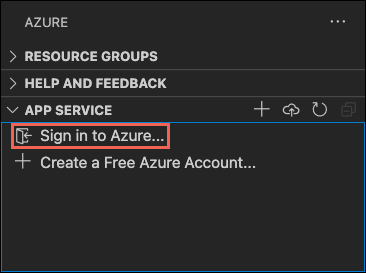 AZURE
RESOURCE GROUPS
HELP AND FEEDBACK
APP SERVICE
Sign in to Azure...
Create a Free Azure Account...